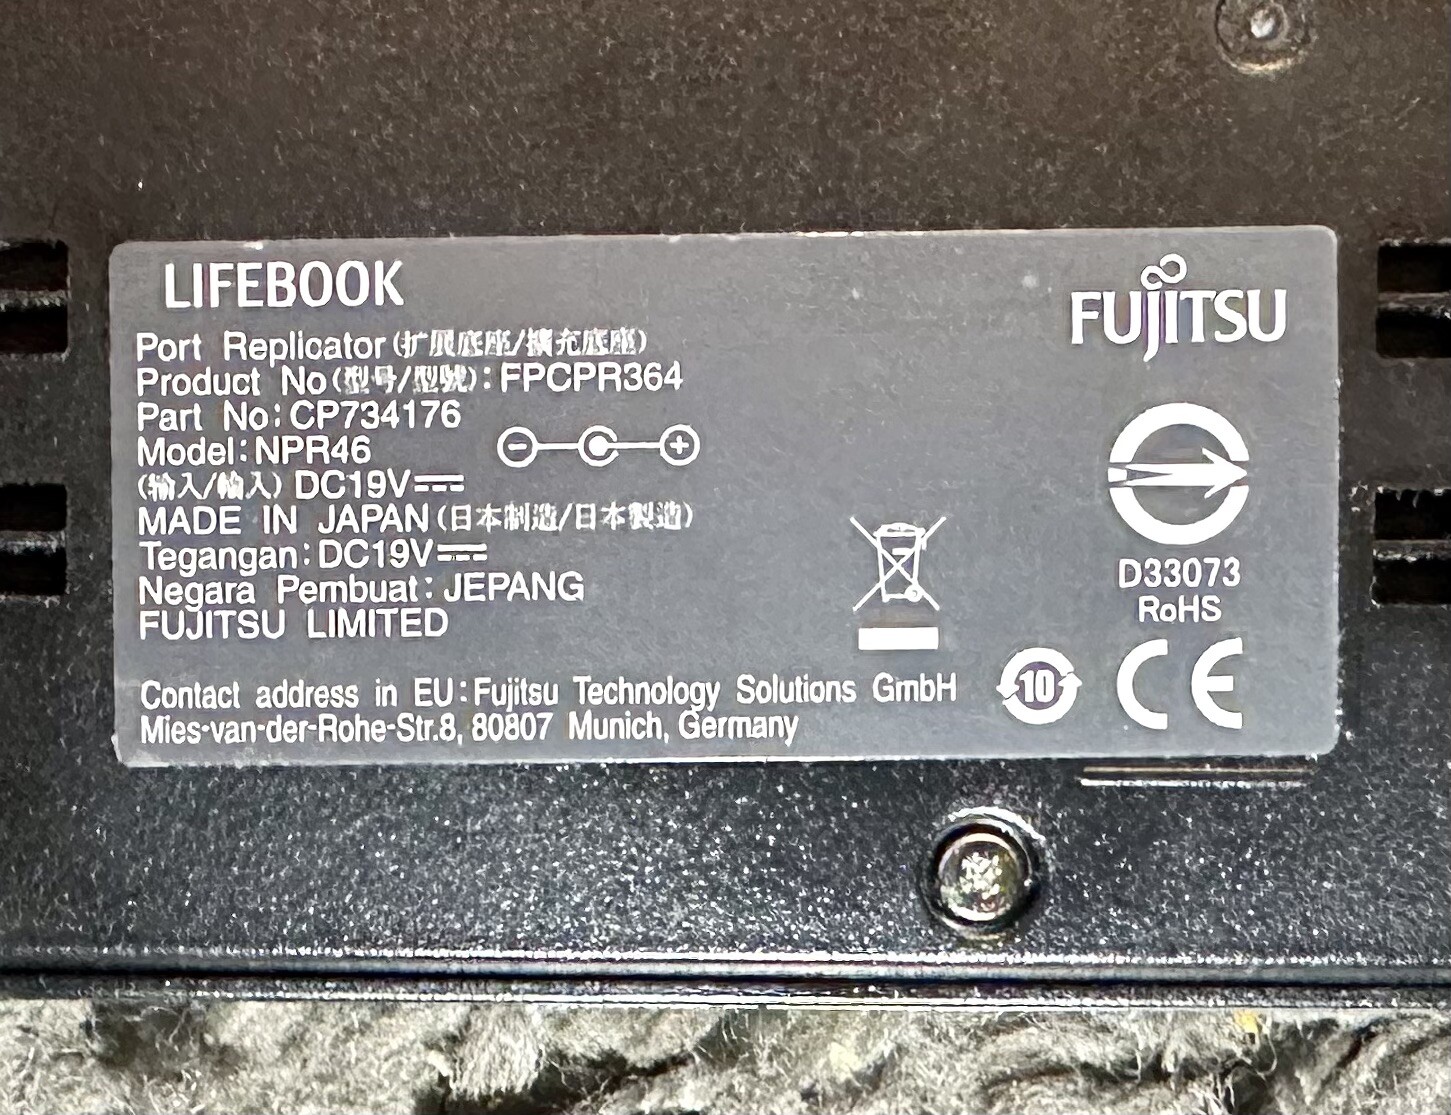 LIFEBOOK
FUJITSU
Port Replicator(扩展底座/擴充底座)
Product No(型号/型號):FPCPR364
Part No:CP734176
Model:NPR46
(输入/輸入) DC19V
MADE IN JAPAN(日本制造/日本製造)
Tegangan:DC19V
Negara Pembuat:JEPANG
FUJITSU LIMITED
D33073
RoHS
Contact address in EU:Fujitsu Technology Solutions GmbH
Mies-van-der-Rohe-Str.8, 80807 Munich, Germany
10
CE